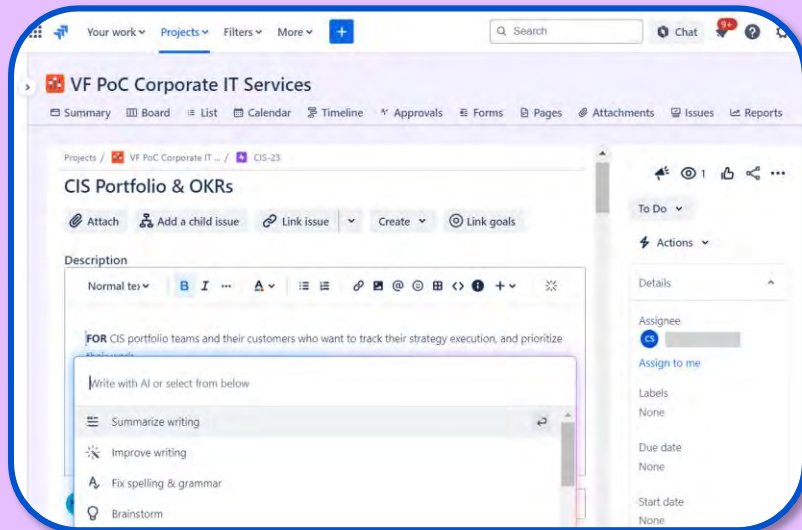 Your work Projects Filters More + Search Chat 9+
VF PoC Corporate IT Services
Summary Board List Calendar Timeline Approvals Forms Pages Attachments Issues Reports
Projects / VF PoC Corporate IT ... / CIS-23
CIS Portfolio & OKRs
Attach Add a child issue Link issue Create Link goals
Description
Normal tex B I ... A
FOR CIS portfolio teams and their customers who want to track their strategy execution, and prioritize
their work
Write with AI or select from below
Summarize writing
Improve writing
Fix spelling & grammar
Brainstorm
1
To Do
Actions
Details
Assignee
CS
Assign to me
Labels
None
Due date
None
Start date
None